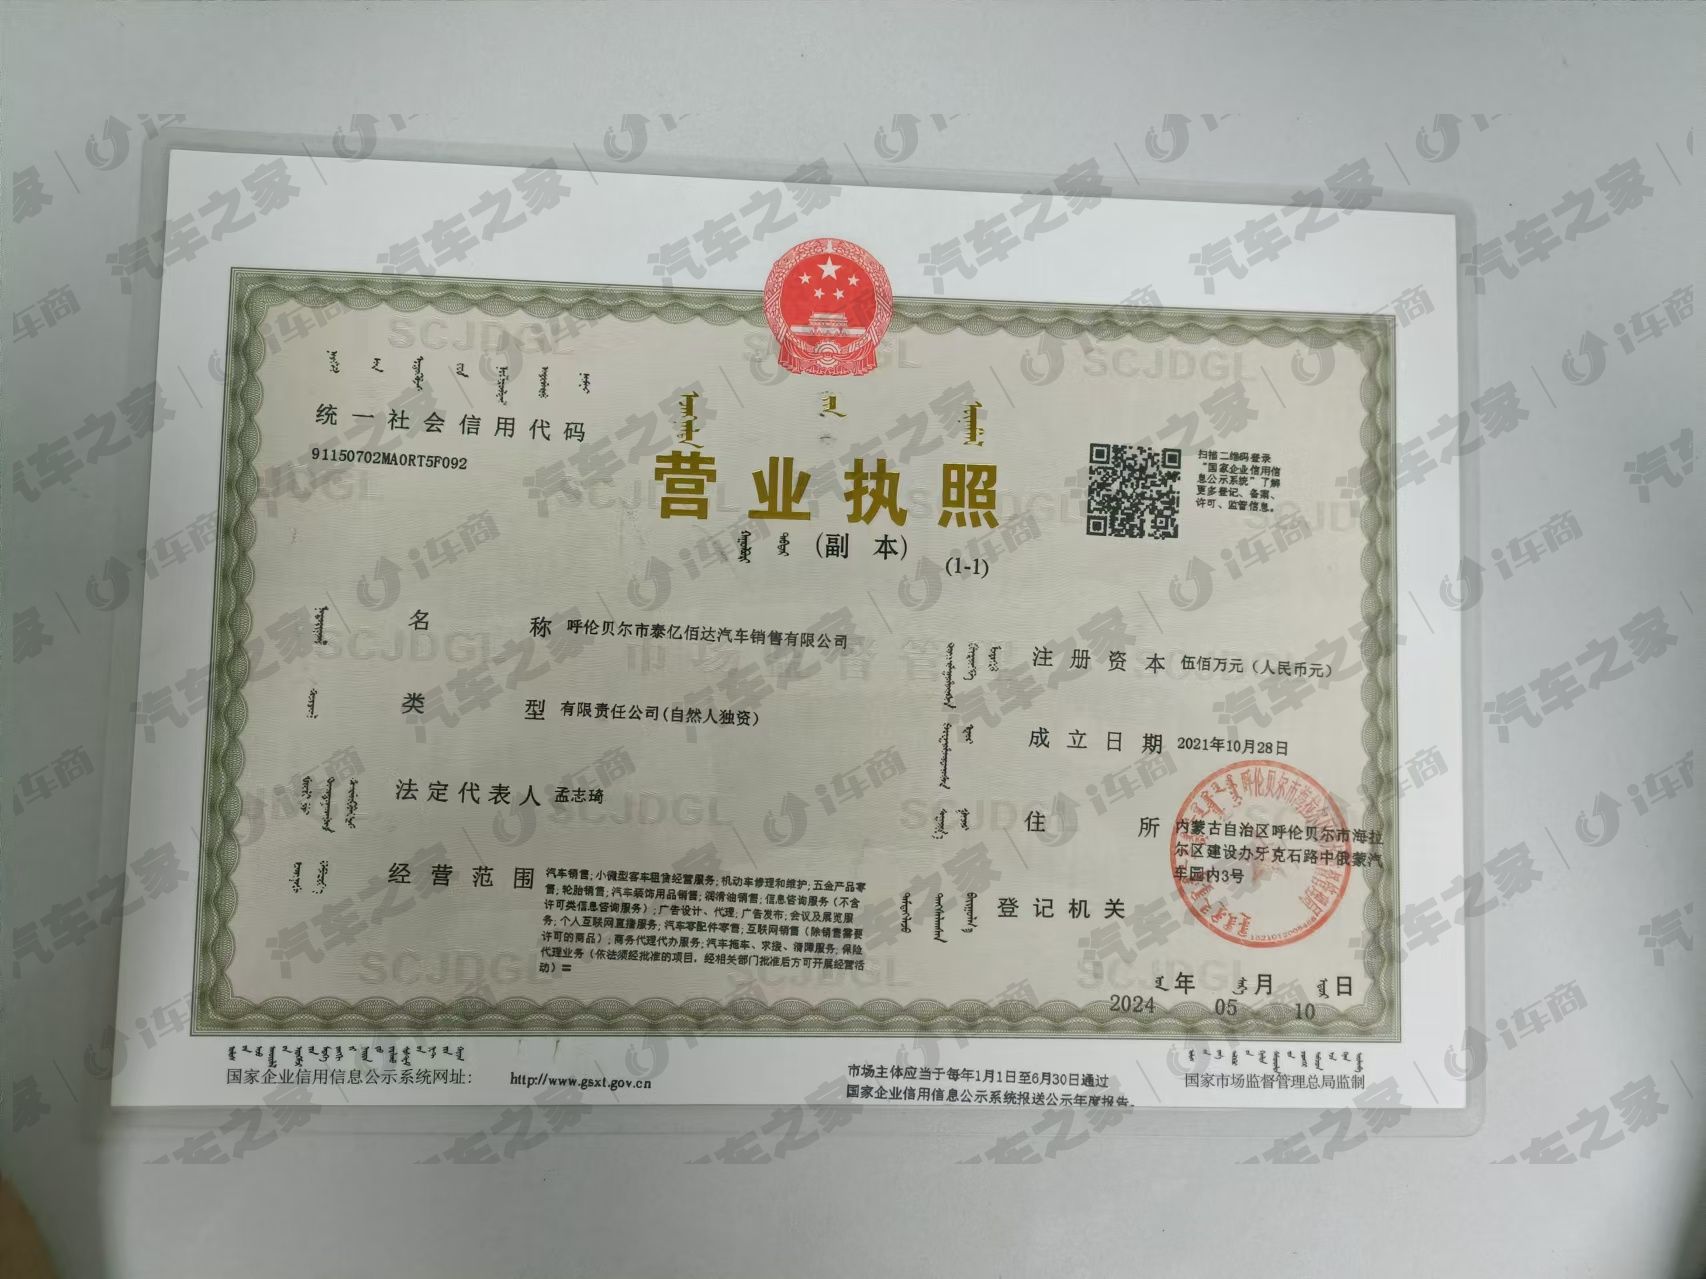 统一社会信用代码
91150702MA0RT5F092
营业执照
(副 本)
(1-1)
扫描二维码登录
“国家企业信用信
息公示系统”了解
更多登记、备案、
许可、监管信息。
名 称 呼伦贝尔市泰亿佰达汽车销售有限公司
类 型 有限责任公司(自然人独资)
法定代表人 孟志琦
经营范围 汽车销售;小微型客车租赁经营服务;机动车修理和维护;五金产品零
售;轮胎销售;汽车装饰用品销售;润滑油销售;信息咨询服务(不含
许可类信息咨询服务);广告设计、代理;广告发布;会议及展览服
务;个人互联网直播服务;汽车零配件零售;互联网销售(除销售需要
许可的商品);商务代理代办服务;汽车拖车、求援、清障服务;保险
代理业务(依法须经批准的项目,经相关部门批准后方可开展经营活
动)=
注册资本 伍佰万元(人民币元)
成立日期 2021年10月28日
住 所 内蒙古自治区呼伦贝尔市海拉
尔区建设办牙克石路中俄蒙汽
车园内3号
登记机关
年 月 日
2024 05 10
国家企业信用信息公示系统网址: http://www.gsxt.gov.cn
市场主体应当于每年1月1日至6月30日通过
国家企业信用信息公示系统报送公示年度报告。
国家市场监督管理总局监制
汽车之家 | i车商
SCJDGL